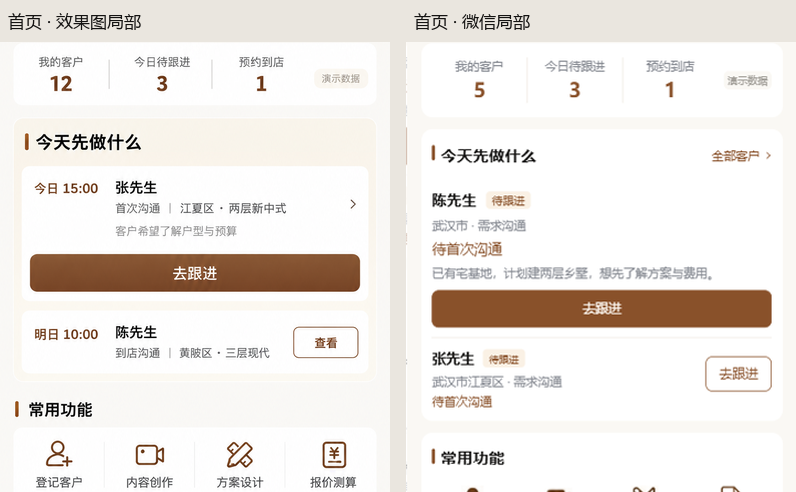 首页 · 效果图局部
我的客户 今日待跟进 预约到店
12 3 1 演示数据
今天先做什么
今日 15:00 张先生
首次沟通 | 江夏区 · 两层新中式
客户希望了解户型与预算
去跟进
明日 10:00 陈先生
到店沟通 | 黄陂区 · 三层现代
查看
常用功能
登记客户 内容创作 方案设计 报价测算
首页 · 微信局部
我的客户 今日待跟进 预约到店
5 3 1 演示数据
今天先做什么 全部客户 >
陈先生 待跟进
武汉市 · 需求沟通
待首次沟通
已有宅基地，计划建两层乡墅，想先了解方案与费用。
去跟进
张先生 待跟进
武汉市江夏区 · 需求沟通
待首次沟通
去跟进
常用功能